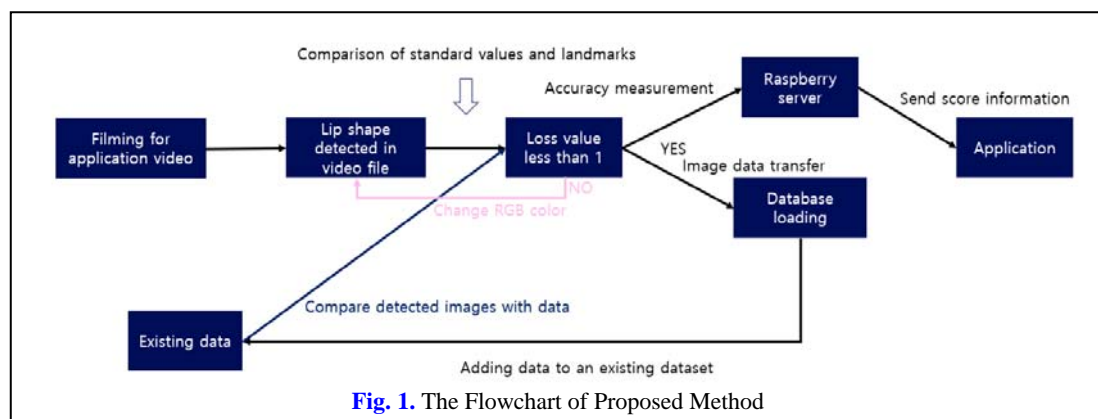 Comparison of standard values and landmarks
Filming for
application video
Lip shape
detected in
video file
Loss value
less than 1
NO
Change RGB color
Accuracy measurement
Raspberry
server
Send score information
Application
YES
Image data transfer
Database
loading
Compare detected images with data
Existing data
Adding data to an existing dataset
Fig. 1. The Flowchart of Proposed Method